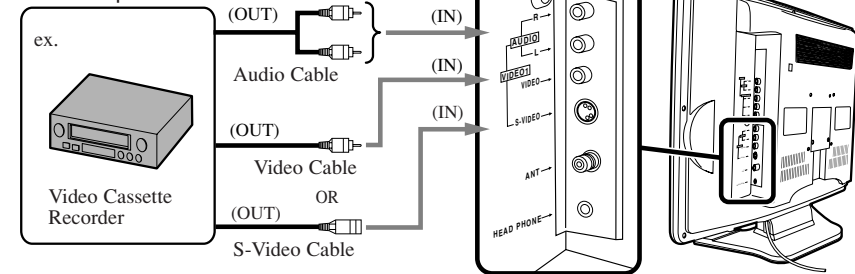 ex.
(OUT)
Audio Cable
(IN)
(IN)
(OUT)
Video Cable
OR
(OUT)
S-Video Cable
(IN)
Video Cassette
Recorder
R
AUDIO
L
VIDEO1
VIDEO
S-VIDEO
ANT
HEAD PHONE